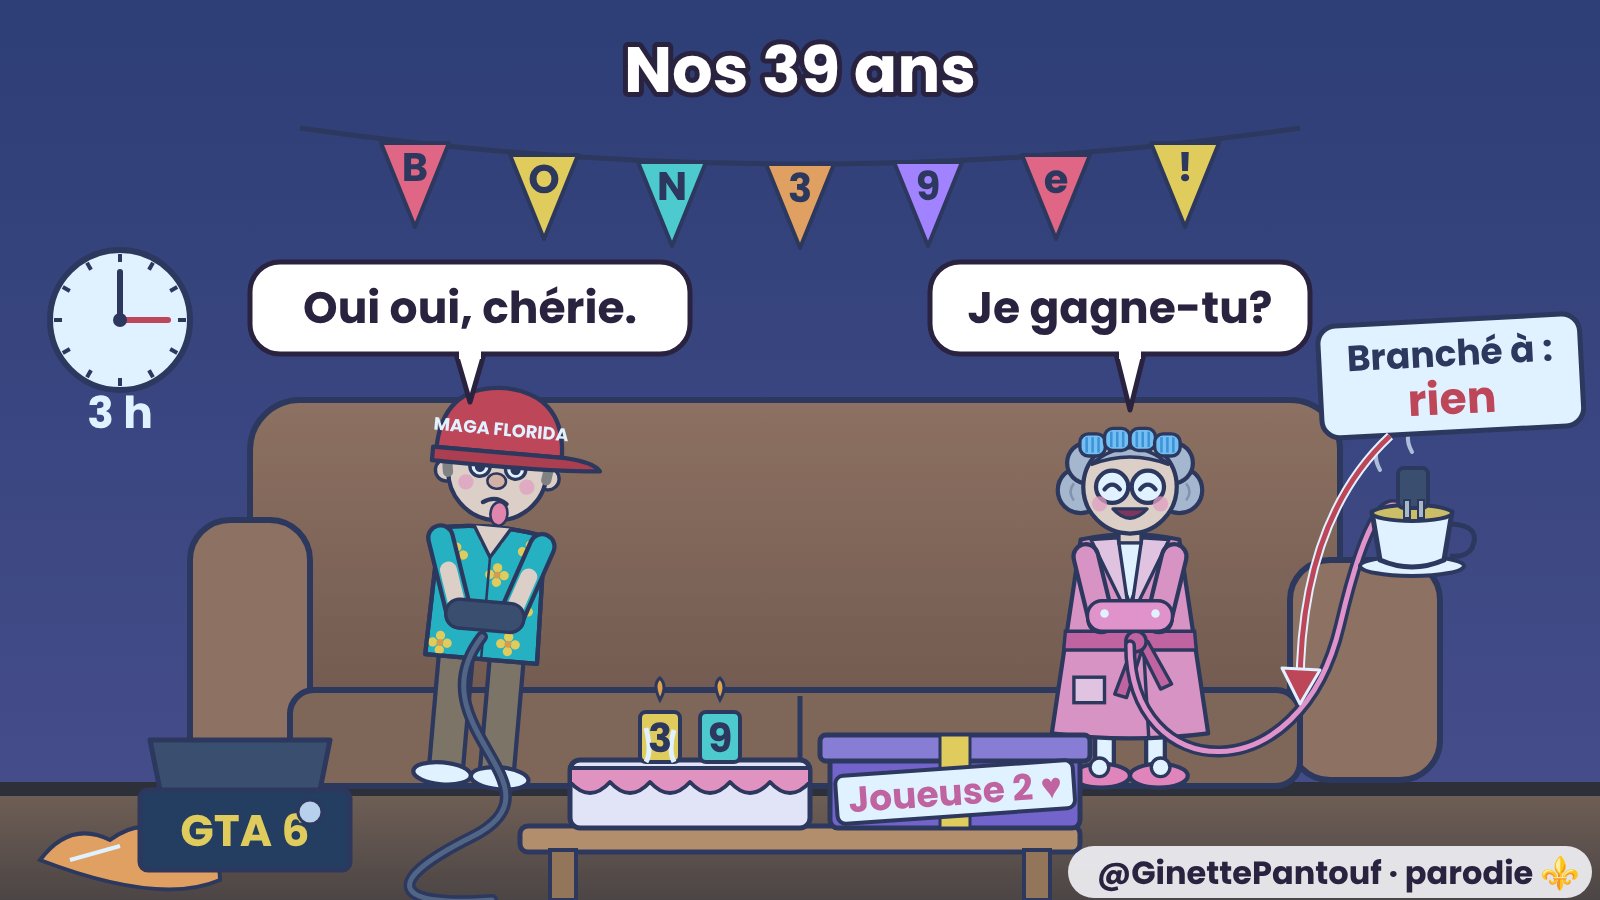 Nos 39 ans
B O N 3 9 e !
Oui oui, chérie.
Je gagne-tu?
Branché à :
rien
3 h
MAGA FLORIDA
3 9
Joueuse 2 ♥
GTA 6
@GinettePantouf · parodie ⚜️